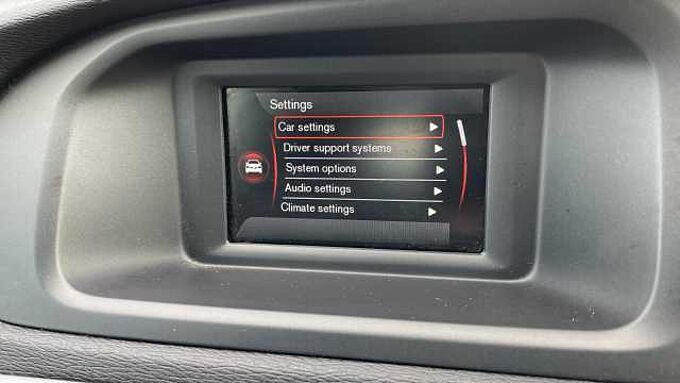 Settings
Car settings
Driver support systems
System options
Audio settings
Climate settings